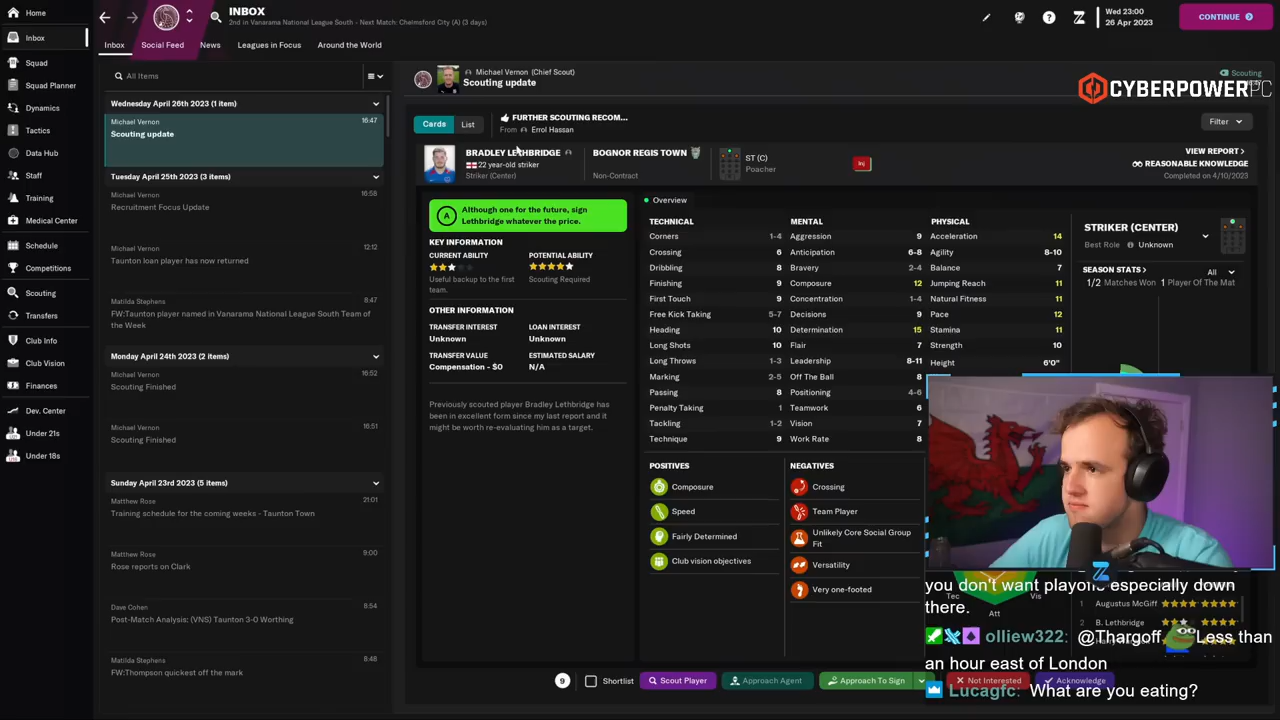 Home
INBOX
2nd in Vanarama National League South - Next Match: Chelmsford City (A) (3 days)
Wed 23:00
26 Apr 2023
CONTINUE
Inbox
Squad
Squad Planner
Dynamics
Tactics
Data Hub
Staff
Training
Medical Center
Schedule
Competitions
Scouting
Transfers
Club Info
Club Vision
Finances
Dev. Center
Under 21s
Under 18s
Inbox
Social Feed
News
Leagues in Focus
Around the World
All Items
Wednesday April 26th 2023 (1 item)
Michael Vernon
16:47
Scouting update
Tuesday April 25th 2023 (3 items)
Michael Vernon
16:58
Recruitment Focus Update
Michael Vernon
12:12
Taunton loan player has now returned
Matilda Stephens
8:47
FW:Taunton player named in Vanarama National League South Team of
the Week
Monday April 24th 2023 (2 items)
Michael Vernon
16:52
Scouting Finished
Michael Vernon
16:51
Scouting Finished
Sunday April 23rd 2023 (5 items)
Matthew Rose
21:01
Training schedule for the coming weeks - Taunton Town
Matthew Rose
9:00
Rose reports on Clark
Dave Cohen
8:54
Post-Match Analysis: (VNS) Taunton 3-0 Worthing
Matilda Stephens
8:48
FW:Thompson quickest off the mark
Michael Vernon (Chief Scout)
Scouting update
Scouting
CYBERPOWERPC
Cards
List
FURTHER SCOUTING RECOM...
From Errol Hassan
Filter
BRADLEY LETHBRIDGE
22 year-old striker
Striker (Center)
BOGNOR REGIS TOWN
Non-Contract
ST (C)
Poacher
Inj
VIEW REPORT
REASONABLE KNOWLEDGE
Completed on 4/10/2023
A
Although one for the future, sign
Lethbridge whatever the price.
KEY INFORMATION
CURRENT ABILITY
POTENTIAL ABILITY
Useful backup to the first
team.
Scouting Required
OTHER INFORMATION
TRANSFER INTEREST
LOAN INTEREST
Unknown
Unknown
TRANSFER VALUE
ESTIMATED SALARY
Compensation - $0
N/A
Previously scouted player Bradley Lethbridge has
been in excellent form since my last report and it
might be worth re-evaluating him as a target.
Overview
TECHNICAL
Corners 1-4
Crossing 6
Dribbling 8
Finishing 9
First Touch 9
Free Kick Taking 5-7
Heading 10
Long Shots 10
Long Throws 1-3
Marking 2-5
Passing 8
Penalty Taking 1
Tackling 1-2
Technique 9
MENTAL
Aggression 9
Anticipation 6-8
Bravery 2-4
Composure 12
Concentration 1-4
Decisions 9
Determination 15
Flair 7
Leadership 8-11
Off The Ball 8
Positioning 4-6
Teamwork 6
Vision 7
Work Rate 8
PHYSICAL
Acceleration 14
Agility 8-10
Balance 7
Jumping Reach 11
Natural Fitness 11
Pace 12
Stamina 11
Strength 10
Height 6'0"
STRIKER (CENTER)
Best Role Unknown
SEASON STATS
All
1/2 Matches Won 1 Player Of The Mat
POSITIVES
Composure
Speed
Fairly Determined
Club vision objectives
NEGATIVES
Crossing
Team Player
Unlikely Core Social Group
Fit
Versatility
Very one-footed
Tec
Vis
Att
1 Augustus McGiff
2 B. Lethbridge
you don't want playoffs especially down
there.
olliew322: @Thargoff Less than
an hour east of London
Lucagfc: What are you eating?
9
Shortlist
Scout Player
Approach Agent
Approach To Sign
Not Interested
Acknowledge